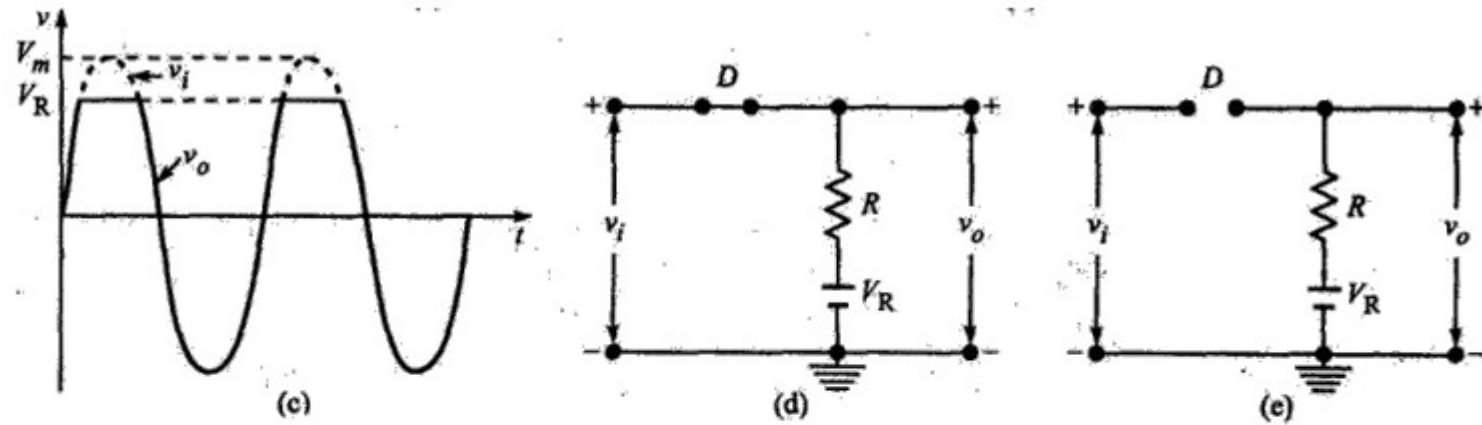 v
V_m
v_i
V_R
v_o
t
(c)
D
+ +
R
v_i v_o
V_R
− −
(d)
D
+ +
R
v_i v_o
V_R
− −
(e)